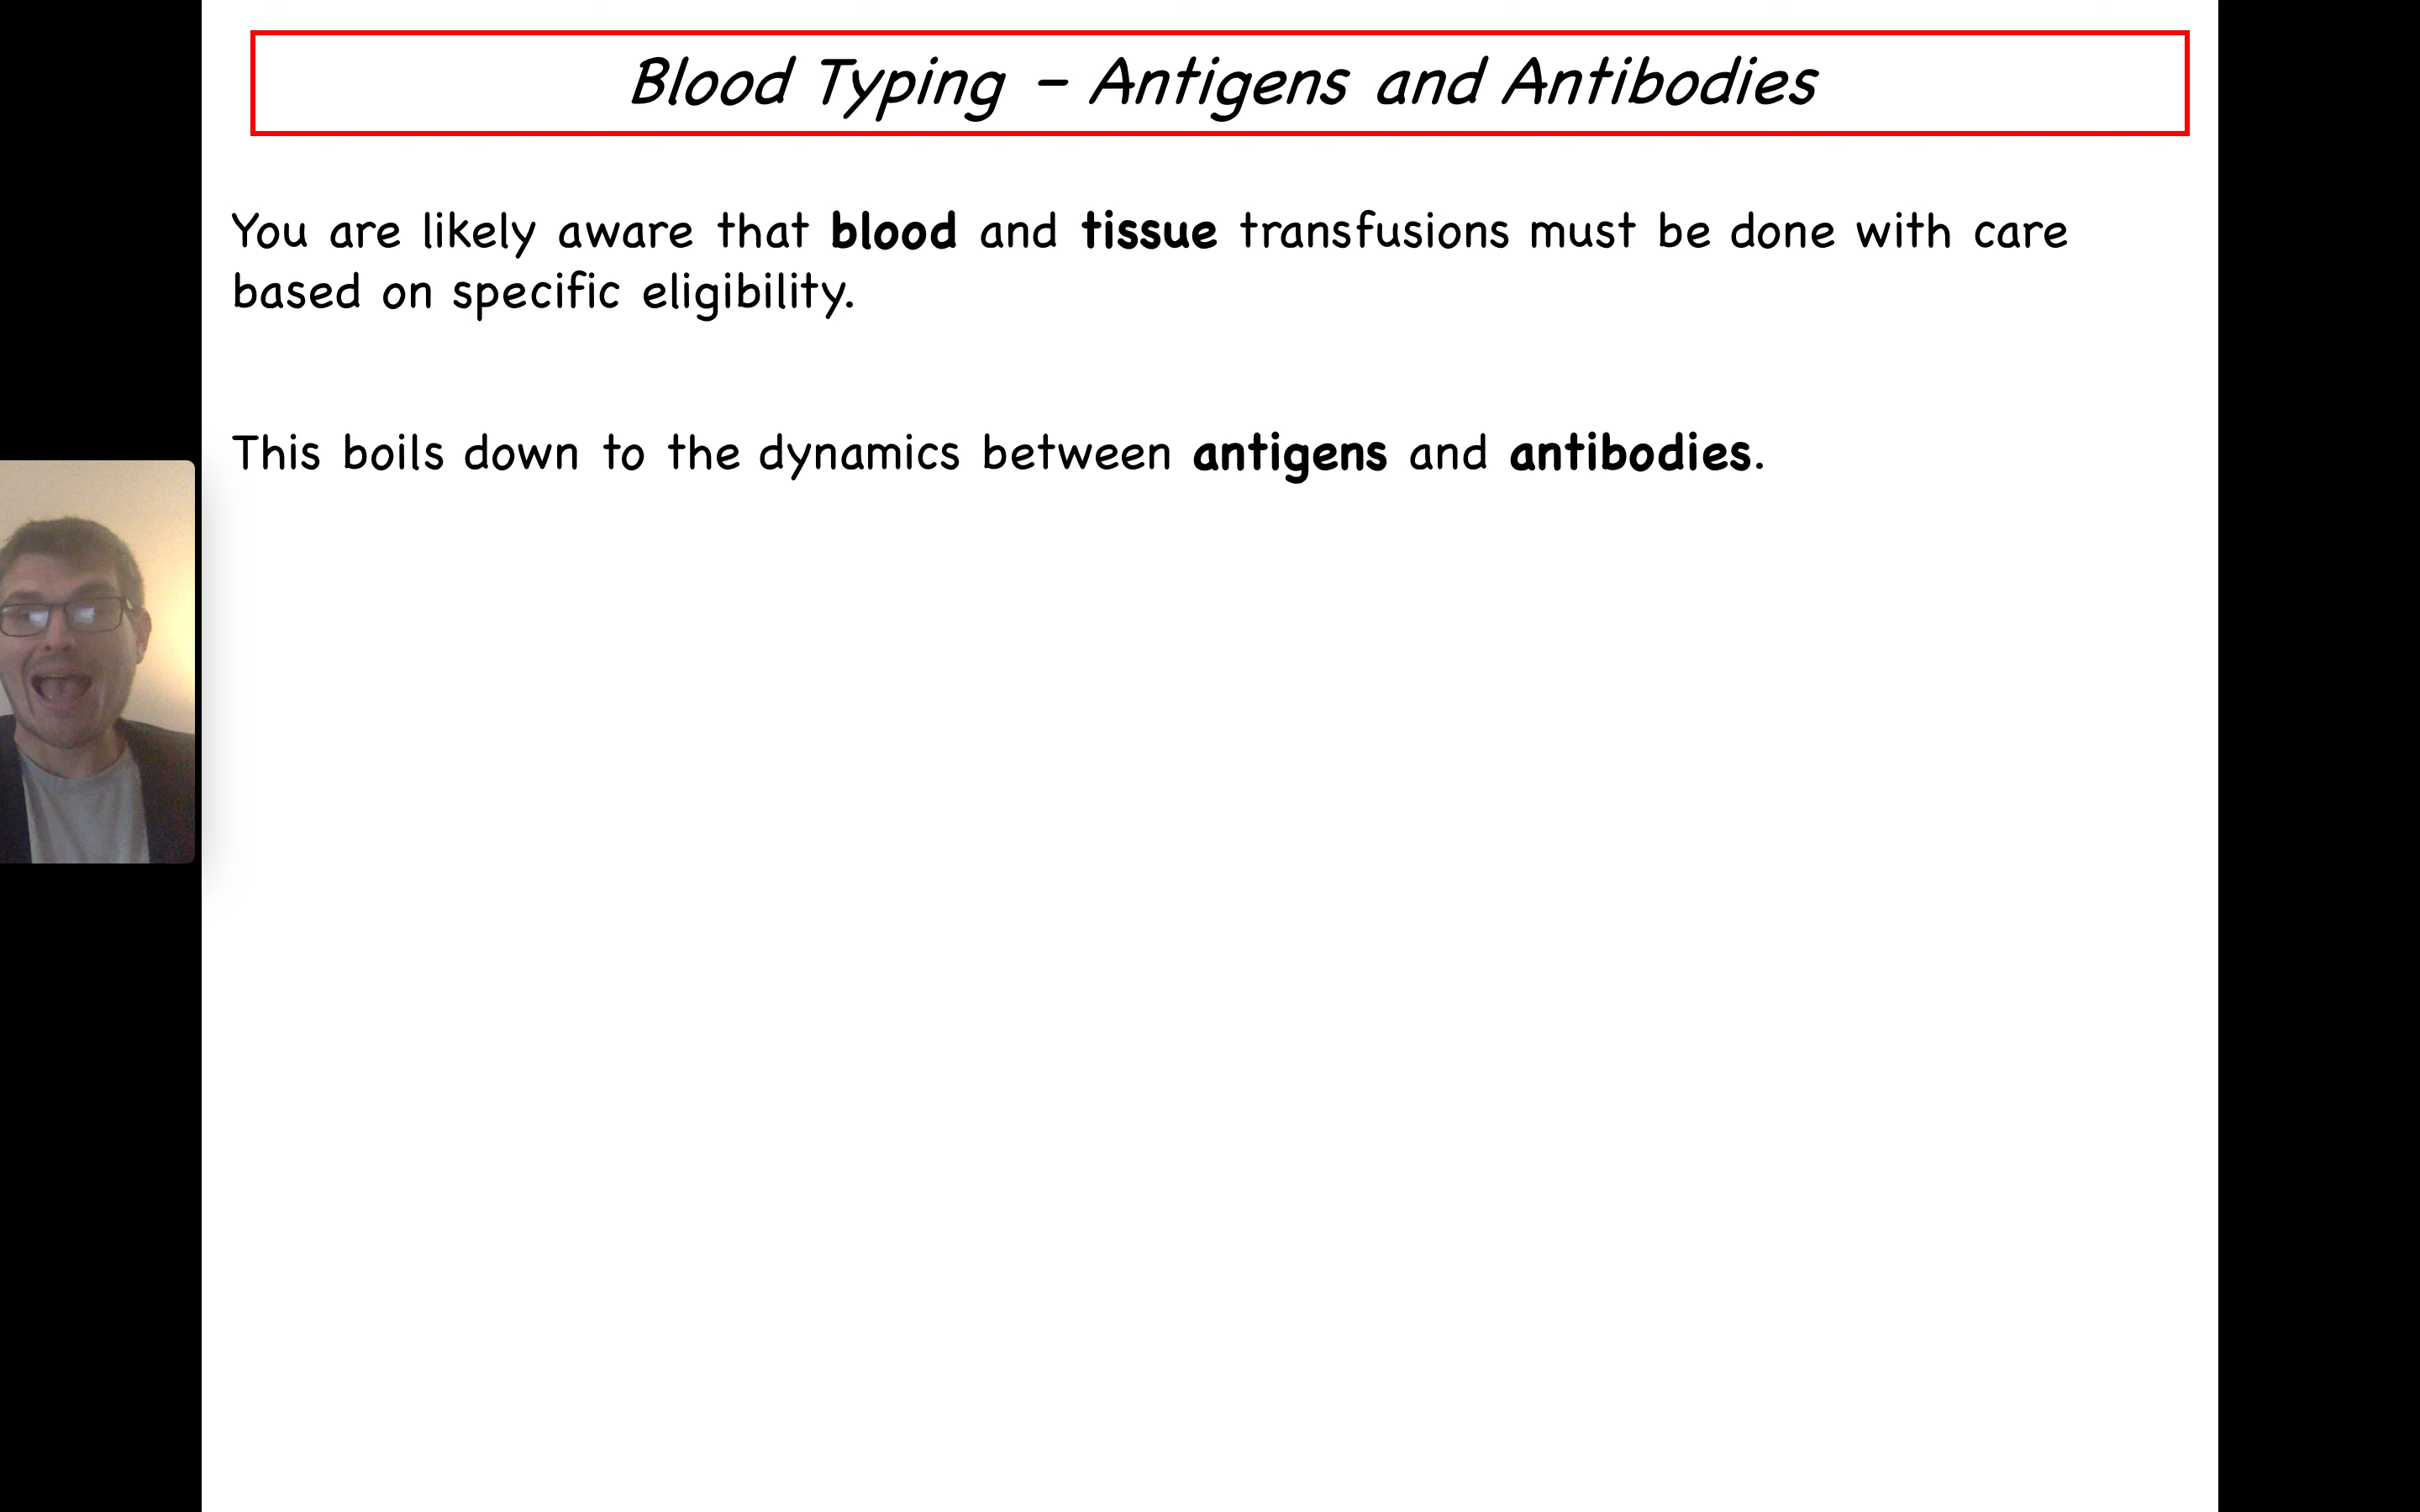 Blood Typing – Antigens and Antibodies
You are likely aware that blood and tissue transfusions must be done with care
based on specific eligibility.
This boils down to the dynamics between antigens and antibodies.